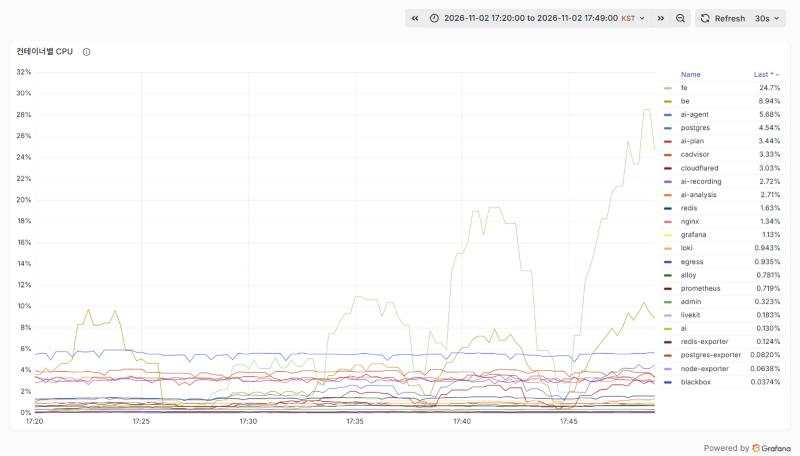 2026-11-02 17:20:00 to 2026-11-02 17:49:00 KST
Refresh 30s
컨테이너별 CPU
32%
30%
28%
26%
24%
22%
20%
18%
16%
14%
12%
10%
8%
6%
4%
2%
0%
17:20 17:25 17:30 17:35 17:40 17:45
Name Last *
fe 24.7%
be 8.94%
ai-agent 5.68%
postgres 4.54%
ai-plan 3.44%
cadvisor 3.33%
cloudflared 3.03%
ai-recording 2.72%
ai-analysis 2.71%
redis 1.63%
nginx 1.34%
grafana 1.13%
loki 0.943%
egress 0.935%
alloy 0.781%
prometheus 0.719%
admin 0.323%
livekit 0.183%
ai 0.130%
redis-exporter 0.124%
postgres-exporter 0.0820%
node-exporter 0.0638%
blackbox 0.0374%
Powered by Grafana